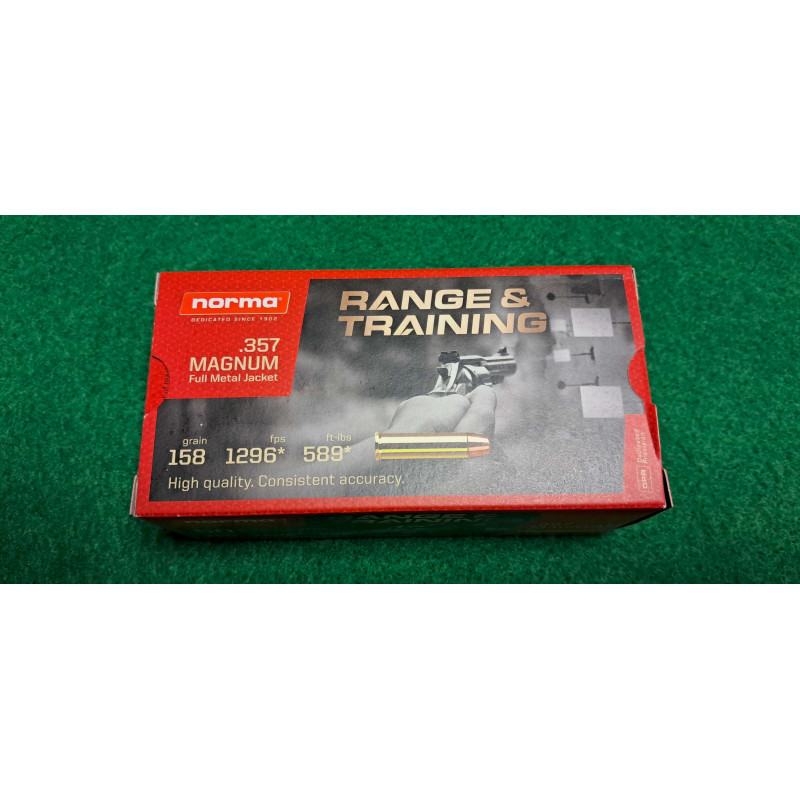 norma
DEDICATED SINCE 1902
.357
MAGNUM
Full Metal Jacket
RANGE &
TRAINING
grain fps ft-lbs
158 1296* 589*
High quality. Consistent accuracy.